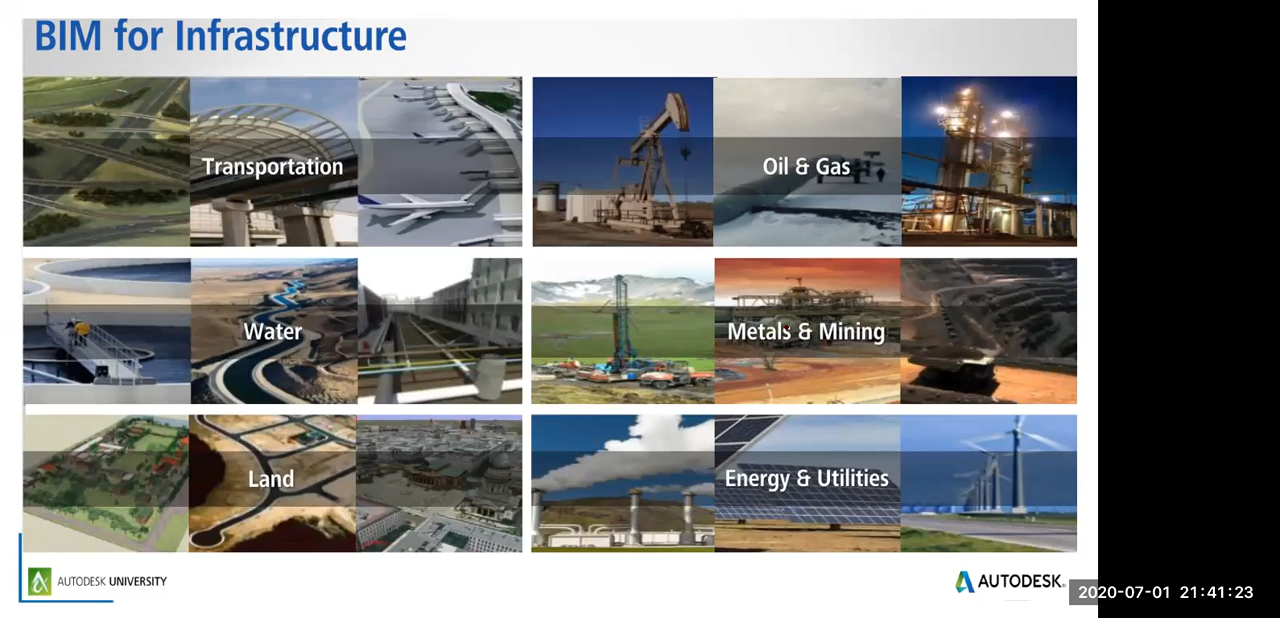 BIM for Infrastructure
Transportation
Oil & Gas
Water
Metals & Mining
Land
Energy & Utilities
AUTODESK UNIVERSITY
AUTODESK.
2020-07-01 21:41:23